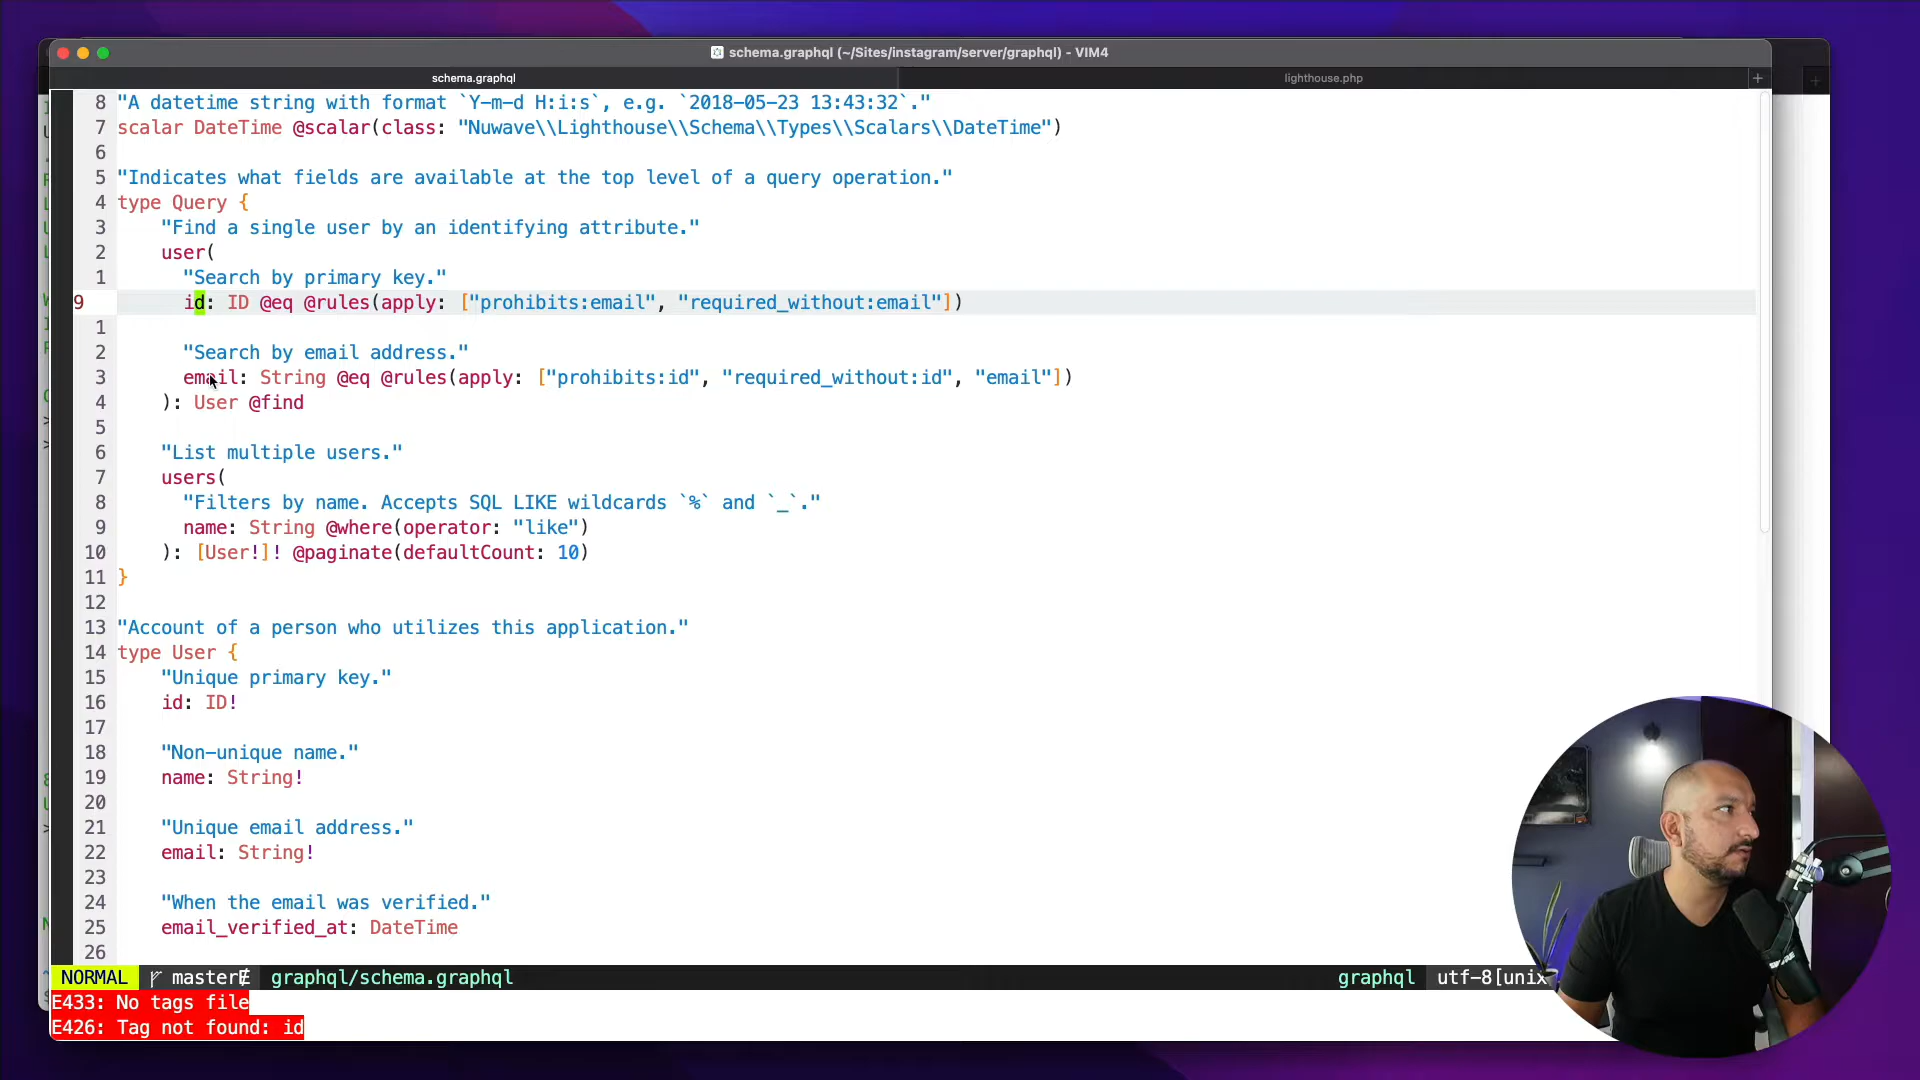 schema.graphql (~/Sites/instagram/server/graphql) - VIM4
schema.graphql
lighthouse.php
+
+
8 "A datetime string with format `Y-m-d H:i:s`, e.g. `2018-05-23 13:43:32`."
7 scalar DateTime @scalar(class: "Nuwave\\Lighthouse\\Schema\\Types\\Scalars\\DateTime")
6
5 "Indicates what fields are available at the top level of a query operation."
4 type Query {
3 "Find a single user by an identifying attribute."
2 user(
1 "Search by primary key."
9 id: ID @eq @rules(apply: ["prohibits:email", "required_without:email"])
1
2 "Search by email address."
3 email: String @eq @rules(apply: ["prohibits:id", "required_without:id", "email"])
4 ): User @find
5
6 "List multiple users."
7 users(
8 "Filters by name. Accepts SQL LIKE wildcards `%` and `_`."
9 name: String @where(operator: "like")
10 ): [User!]! @paginate(defaultCount: 10)
11 }
12
13 "Account of a person who utilizes this application."
14 type User {
15 "Unique primary key."
16 id: ID!
17
18 "Non-unique name."
19 name: String!
20
21 "Unique email address."
22 email: String!
23
24 "When the email was verified."
25 email_verified_at: DateTime
26
NORMAL master graphql/schema.graphql graphql utf-8[unix
E433: No tags file
E426: Tag not found: id